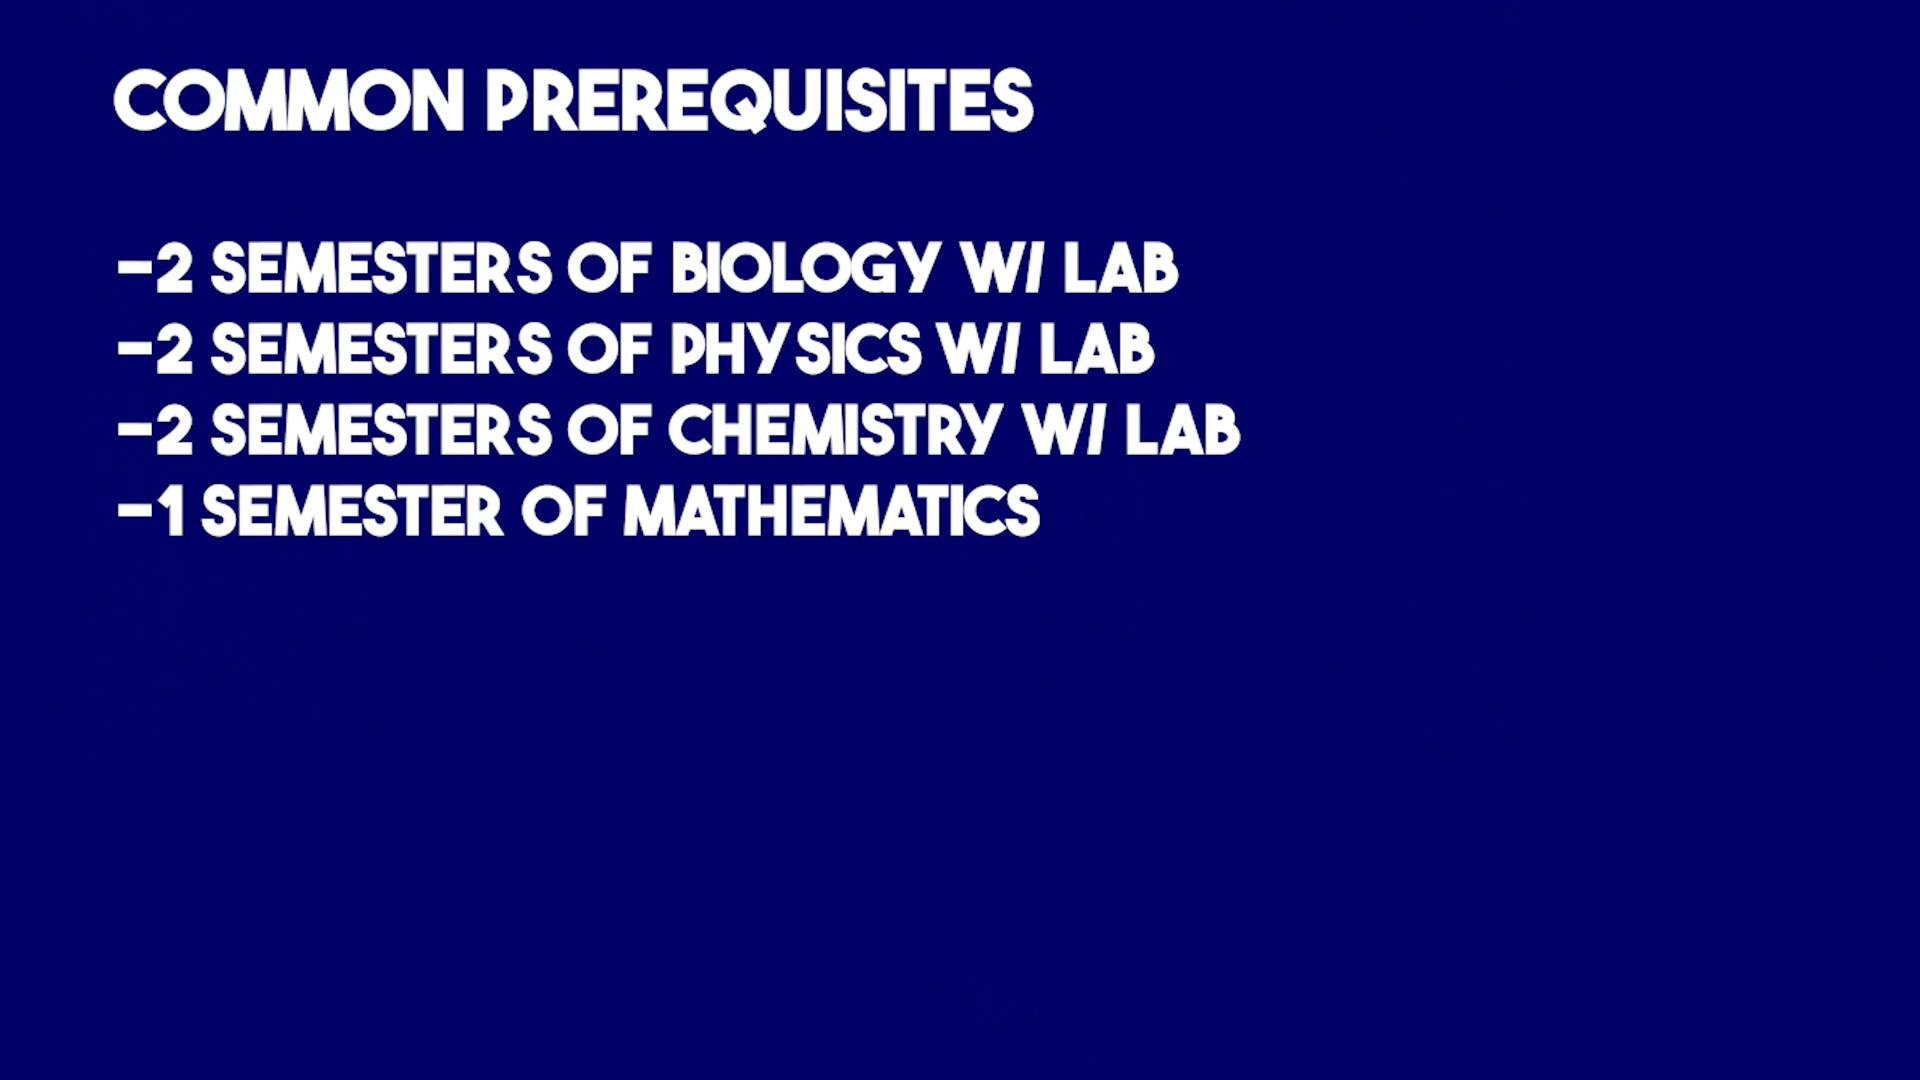 COMMON PREREQUISITES
-2 SEMESTERS OF BIOLOGY W/ LAB
-2 SEMESTERS OF PHYSICS W/ LAB
-2 SEMESTERS OF CHEMISTRY W/ LAB
-1 SEMESTER OF MATHEMATICS